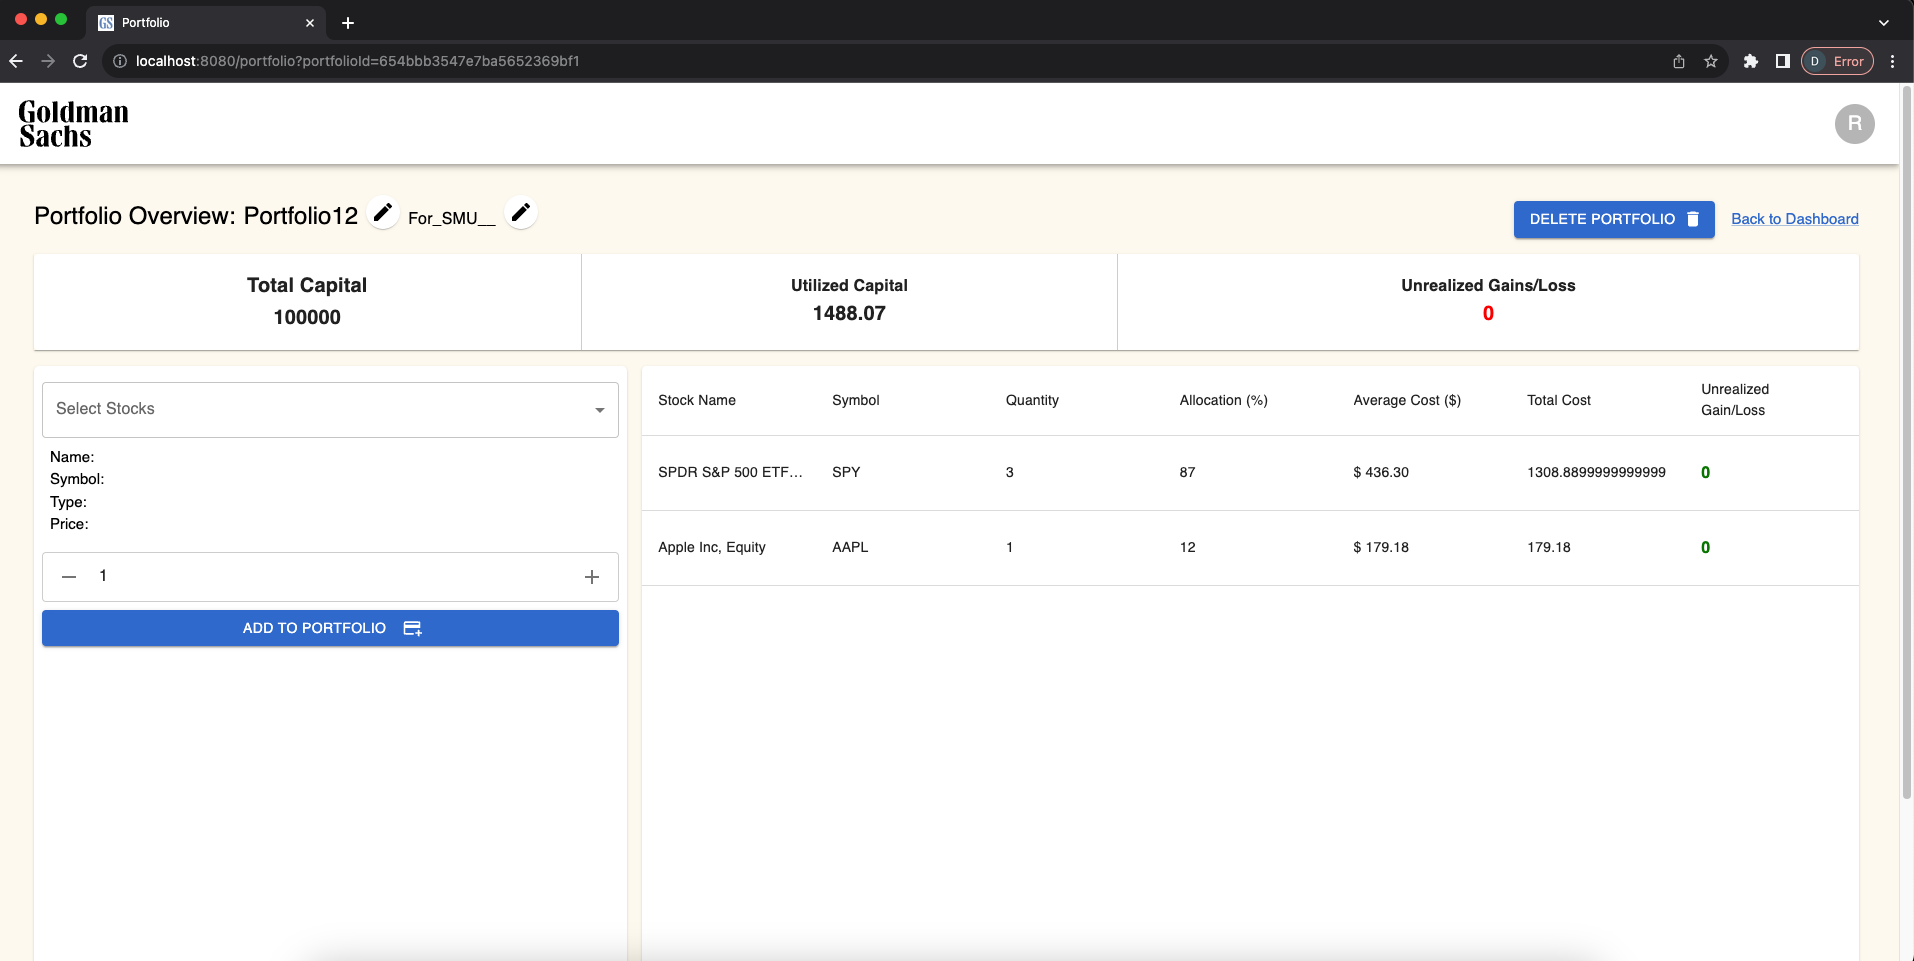 Portfolio
localhost:8080/portfolio?portfolioId=654bbb3547e7ba5652369bf1
D Error
Goldman
Sachs
R
Portfolio Overview: Portfolio12 For_SMU__
DELETE PORTFOLIO Back to Dashboard
Total Capital
100000
Utilized Capital
1488.07
Unrealized Gains/Loss
0
Select Stocks
Name:
Symbol:
Type:
Price:
1
ADD TO PORTFOLIO
Stock Name Symbol Quantity Allocation (%) Average Cost ($) Total Cost Unrealized
Gain/Loss
SPDR S&P 500 ETF… SPY 3 87 $ 436.30 1308.8899999999999 0
Apple Inc, Equity AAPL 1 12 $ 179.18 179.18 0